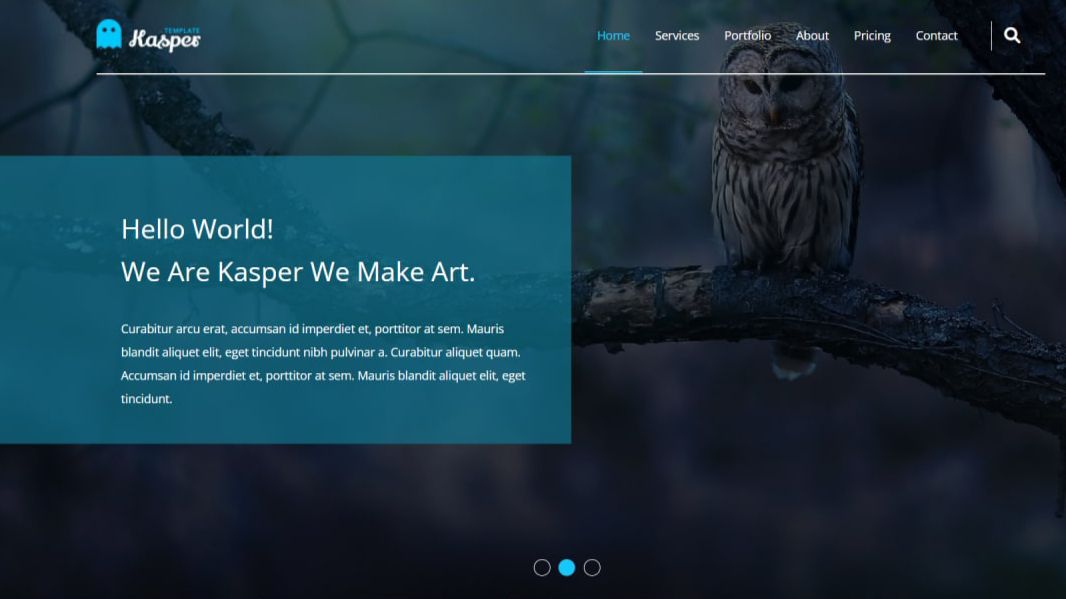 TEMPLATE
Kasper
Home Services Portfolio About Pricing Contact
Hello World!
We Are Kasper We Make Art.
Curabitur arcu erat, accumsan id imperdiet et, porttitor at sem. Mauris
blandit aliquet elit, eget tincidunt nibh pulvinar a. Curabitur aliquet quam.
Accumsan id imperdiet et, porttitor at sem. Mauris blandit aliquet elit, eget
tincidunt.